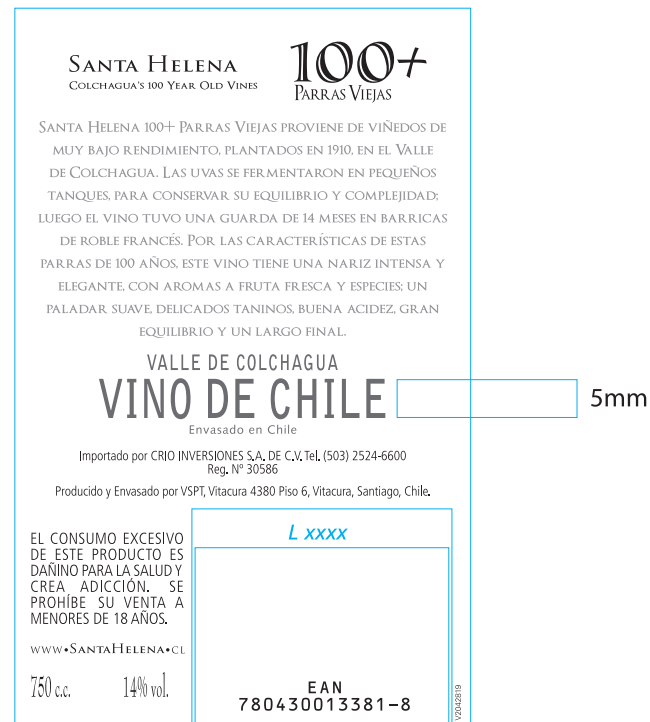 Santa Helena
Colchagua's 100 Year Old Vines
100+
Parras Viejas
Santa Helena 100+ Parras Viejas proviene de viñedos de
muy bajo rendimiento, plantados en 1910, en el Valle
de Colchagua. Las uvas se fermentaron en pequeños
tanques, para conservar su equilibrio y complejidad;
luego el vino tuvo una guarda de 14 meses en barricas
de roble francés. Por las características de estas
parras de 100 años, este vino tiene una nariz intensa y
elegante, con aromas a fruta fresca y especies; un
paladar suave, delicados taninos, buena acidez, gran
equilibrio y un largo final.
VALLE DE COLCHAGUA
VINO DE CHILE
5mm
Envasado en Chile
Importado por CRIO INVERSIONES S.A. DE C.V. Tel. (503) 2524-6600
Reg. N° 30586
Producido y Envasado por VSPT, Vitacura 4380 Piso 6, Vitacura, Santiago, Chile.
EL CONSUMO EXCESIVO
DE ESTE PRODUCTO ES
DAÑINO PARA LA SALUD Y
CREA ADICCIÓN. SE
PROHÍBE SU VENTA A
MENORES DE 18 AÑOS.
www•SantaHelena•cl
750 c.c. 14% vol.
L xxxx
EAN
780430013381-8
V2042819